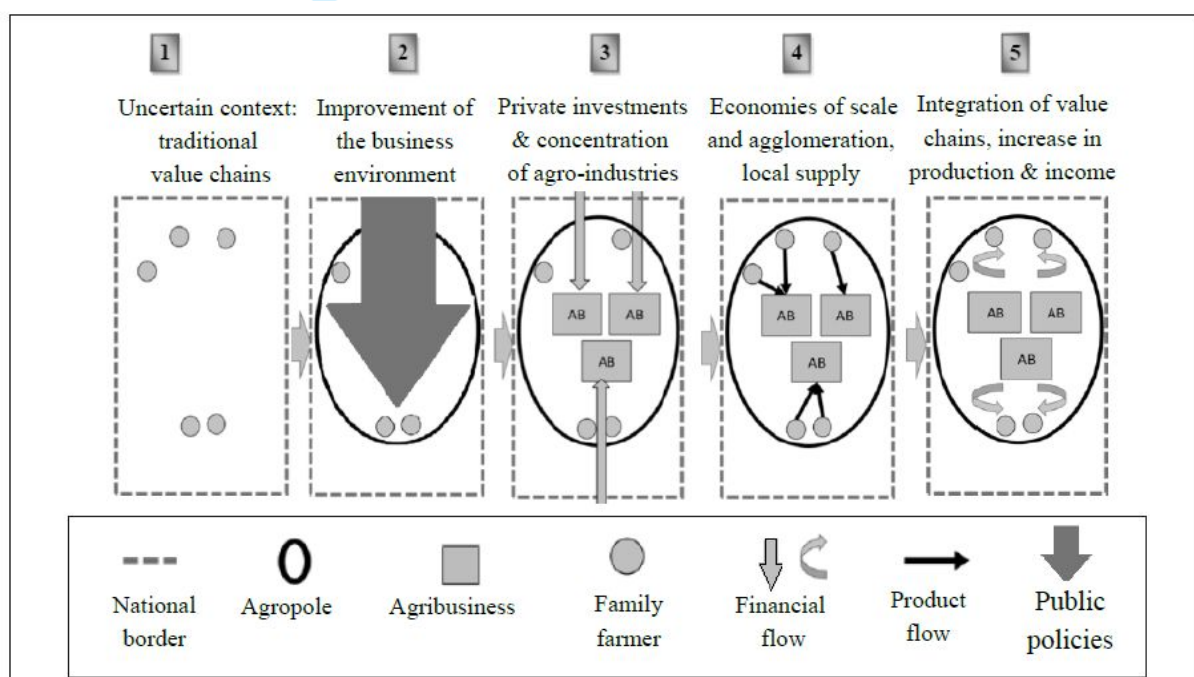 1
2
3
4
5
Uncertain context:
traditional
value chains
Improvement of
the business
environment
Private investments
& concentration
of agro-industries
Economies of scale
and agglomeration,
local supply
Integration of value
chains, increase in
production & income
AB
AB
AB
AB
AB
AB
AB
AB
AB
National
border
Agropole
Agribusiness
Family
farmer
Financial
flow
Product
flow
Public
policies